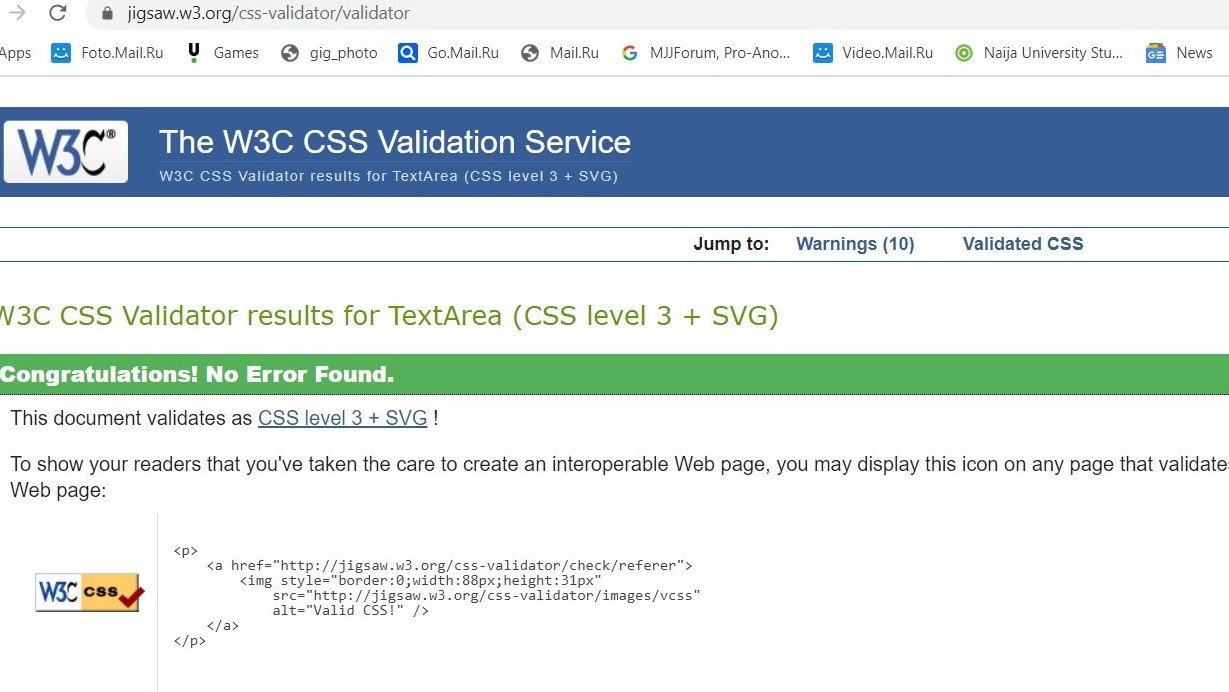 jigsaw.w3.org/css-validator/validator
Apps Foto.Mail.Ru Games gig_photo Go.Mail.Ru Mail.Ru MJJForum, Pro-Ano... Video.Mail.Ru Naija University Stu... News
W3C®
The W3C CSS Validation Service
W3C CSS Validator results for TextArea (CSS level 3 + SVG)
Jump to: Warnings (10) Validated CSS
W3C CSS Validator results for TextArea (CSS level 3 + SVG)
Congratulations! No Error Found.
This document validates as CSS level 3 + SVG !
To show your readers that you've taken the care to create an interoperable Web page, you may display this icon on any page that validate
Web page:
W3C css
<p>
    <a href="http://jigsaw.w3.org/css-validator/check/referer">
        <img style="border:0;width:88px;height:31px"
            src="http://jigsaw.w3.org/css-validator/images/vcss"
            alt="Valid CSS!" />
    </a>
</p>